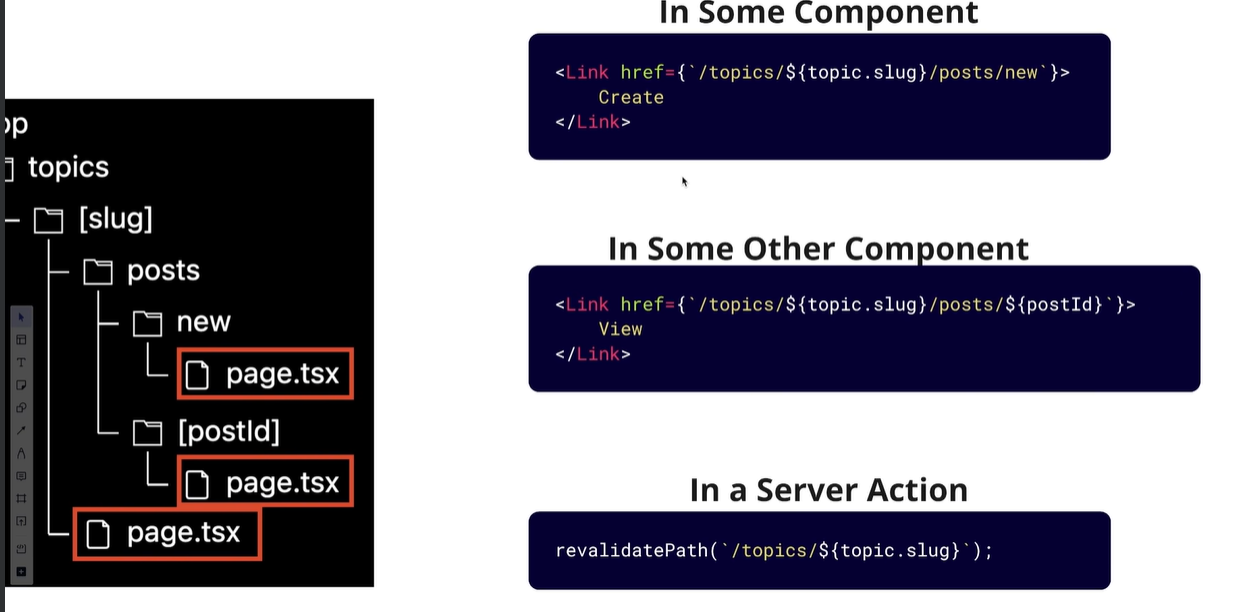 op
topics
[slug]
posts
new
page.tsx
[postId]
page.tsx
page.tsx
In Some Component
<Link href={`/topics/${topic.slug}/posts/new`}>
Create
</Link>
In Some Other Component
<Link href={`/topics/${topic.slug}/posts/${postId}`}>
View
</Link>
In a Server Action
revalidatePath(`/topics/${topic.slug}`);